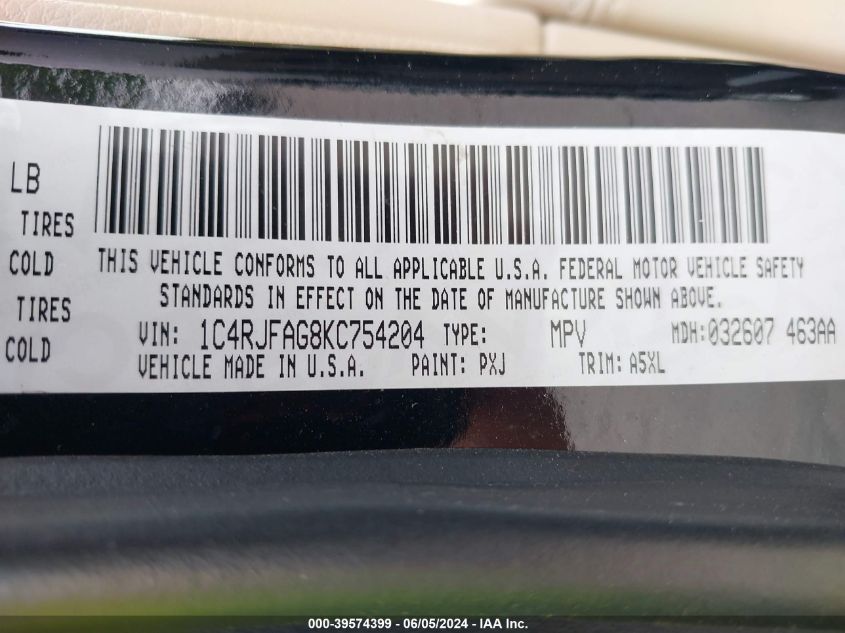 LB
TIRES
COLD
THIS VEHICLE CONFORMS TO ALL APPLICABLE U.S.A. FEDERAL MOTOR VEHICLE SAFETY
STANDARDS IN EFFECT ON THE DATE OF MANUFACTURE SHOWN ABOVE.
TIRES
COLD
VIN: 1C4RJFAG8KC754204 TYPE: MPV MDH:032607 463AA
VEHICLE MADE IN U.S.A. PAINT: PXJ TRIM: A5XL
000-39574399 - 06/05/2024 - IAA Inc.